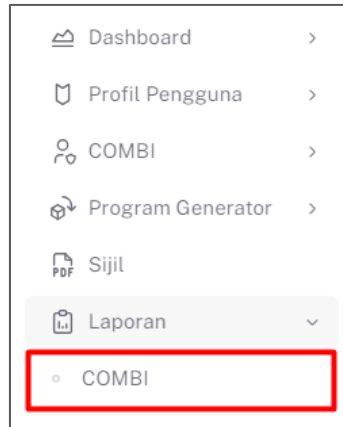 Dashboard
Profil Pengguna
COMBI
Program Generator
PDF Sijil
Laporan
COMBI